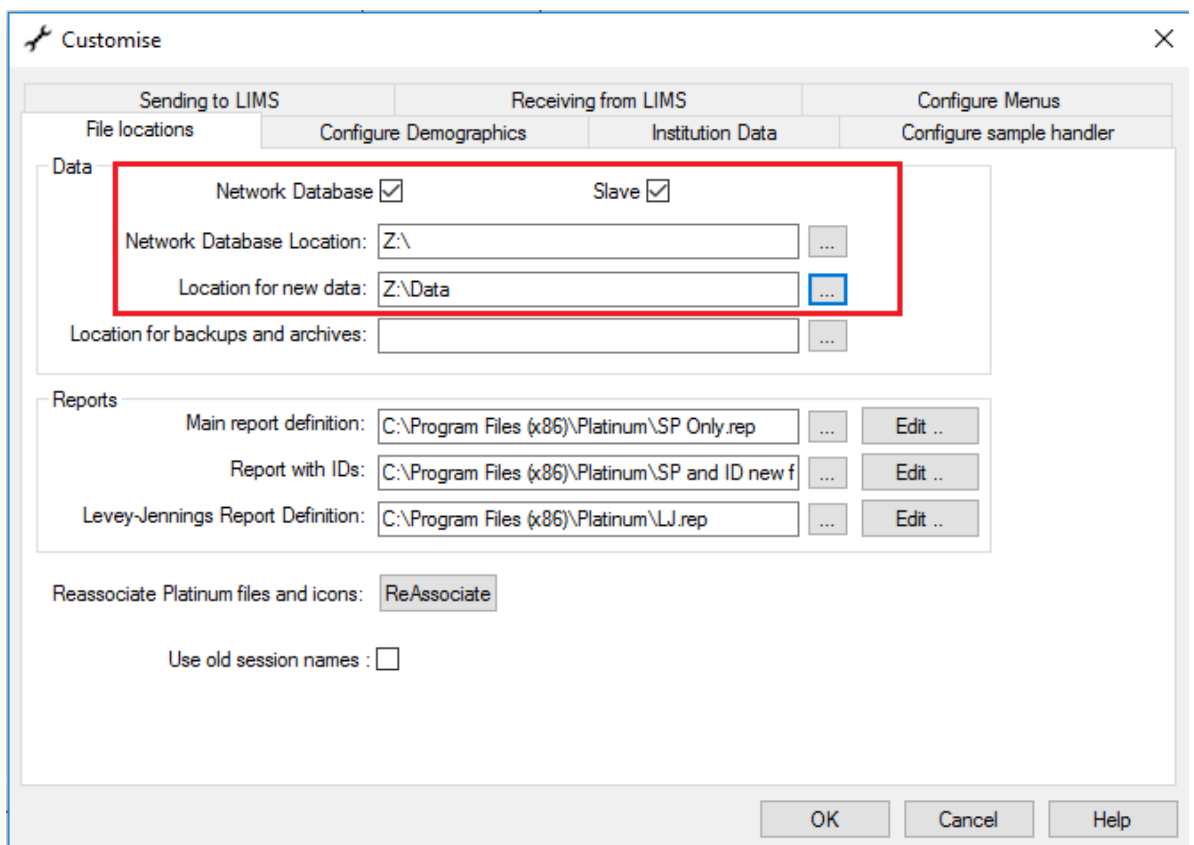 Customise
Sending to LIMS Receiving from LIMS Configure Menus
File locations Configure Demographics Institution Data Configure sample handler
Data
Network Database Slave
Network Database Location: Z:\ ...
Location for new data: Z:\Data ...
Location for backups and archives: ...
Reports
Main report definition: C:\Program Files (x86)\Platinum\SP Only.rep ... Edit ..
Report with IDs: C:\Program Files (x86)\Platinum\SP and ID new f ... Edit ..
Levey-Jennings Report Definition: C:\Program Files (x86)\Platinum\LJ.rep ... Edit ..
Reassociate Platinum files and icons: ReAssociate
Use old session names :
OK Cancel Help